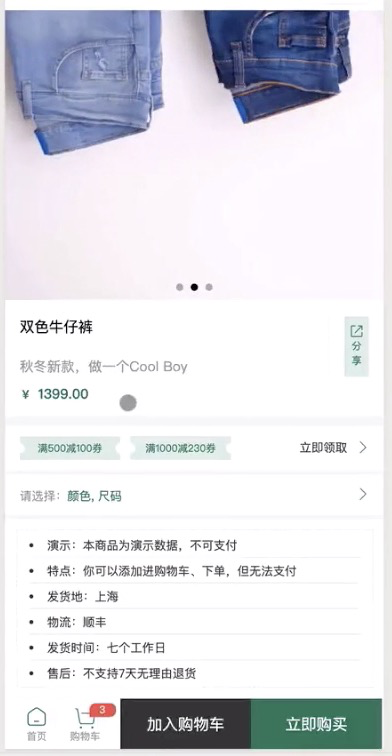 双色牛仔裤
分
享
秋冬新款，做一个Cool Boy
¥ 1399.00
满500减100券 满1000减230券 立即领取
请选择：颜色, 尺码
演示：本商品为演示数据，不可支付
特点：你可以添加进购物车、下单，但无法支付
发货地：上海
物流：顺丰
发货时间：七个工作日
售后：不支持7天无理由退货
3
首页 购物车 加入购物车 立即购买